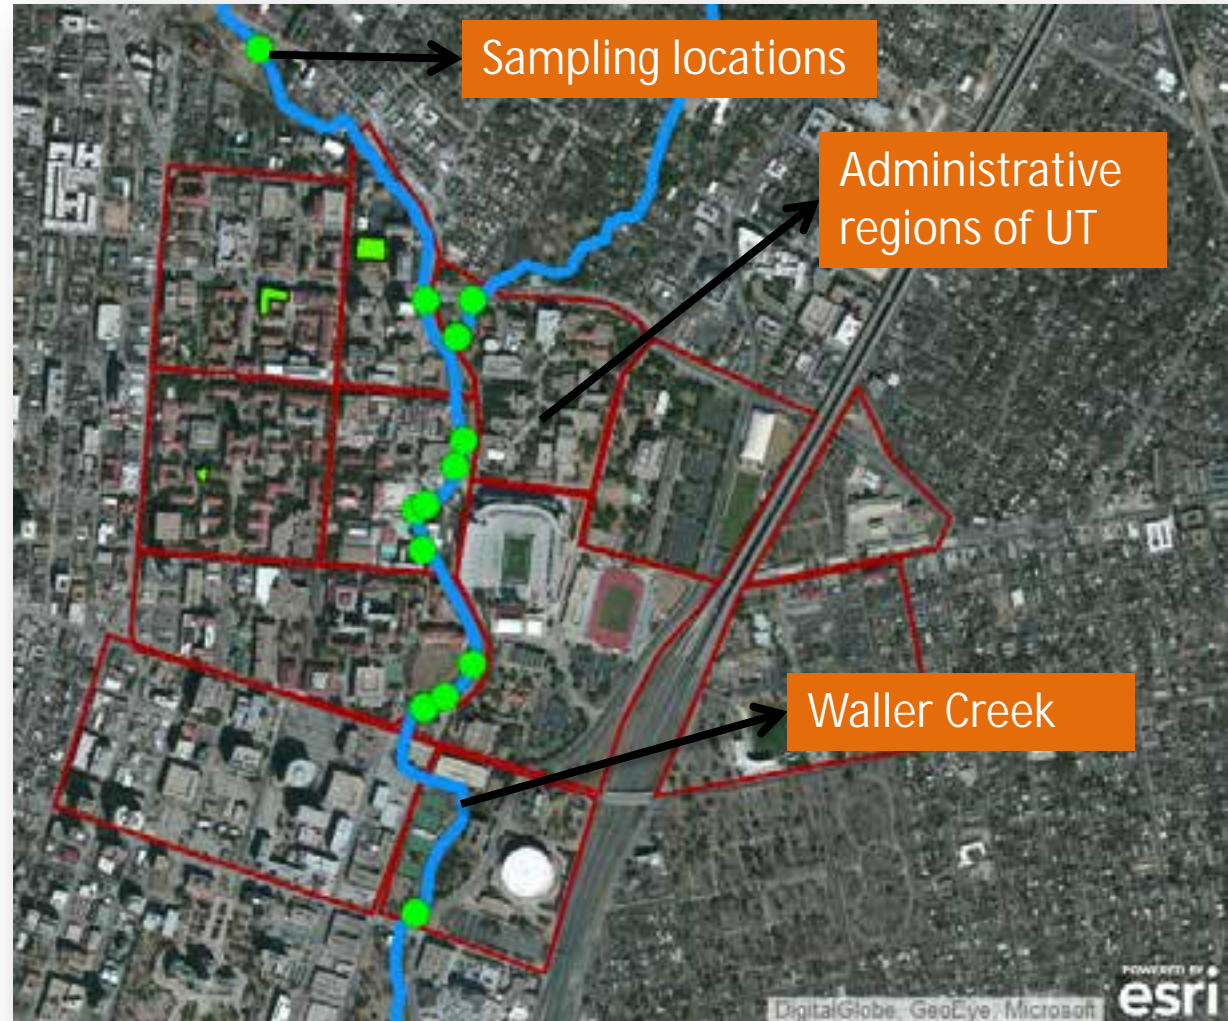 Sampling locations
Administrative
regions of UT
Waller Creek
POWERED BY
esri
DigitalGlobe, GeoEye, Microsoft